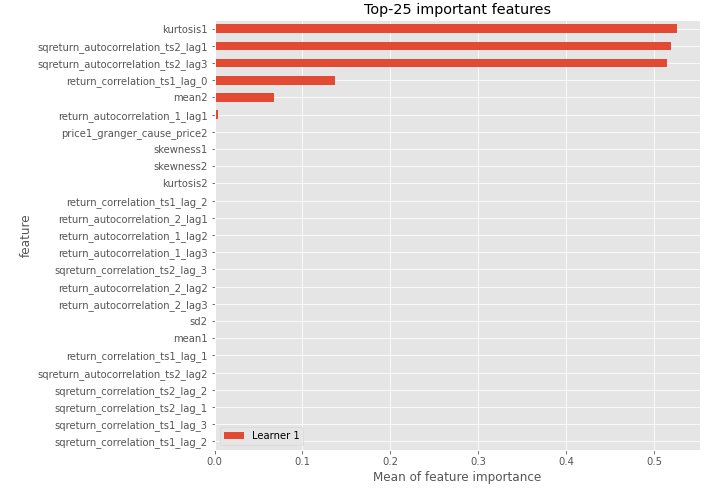 Top-25 important features
kurtosis1
sqreturn_autocorrelation_ts2_lag1
sqreturn_autocorrelation_ts2_lag3
return_correlation_ts1_lag_0
mean2
return_autocorrelation_1_lag1
price1_granger_cause_price2
skewness1
skewness2
kurtosis2
return_correlation_ts1_lag_2
return_autocorrelation_2_lag1
return_autocorrelation_1_lag2
return_autocorrelation_1_lag3
sqreturn_correlation_ts2_lag_3
return_autocorrelation_2_lag2
return_autocorrelation_2_lag3
sd2
mean1
return_correlation_ts1_lag_1
sqreturn_autocorrelation_ts2_lag2
sqreturn_correlation_ts2_lag_2
sqreturn_correlation_ts2_lag_1
sqreturn_correlation_ts1_lag_3
sqreturn_correlation_ts1_lag_2
feature
Learner 1
0.0 0.1 0.2 0.3 0.4 0.5
Mean of feature importance